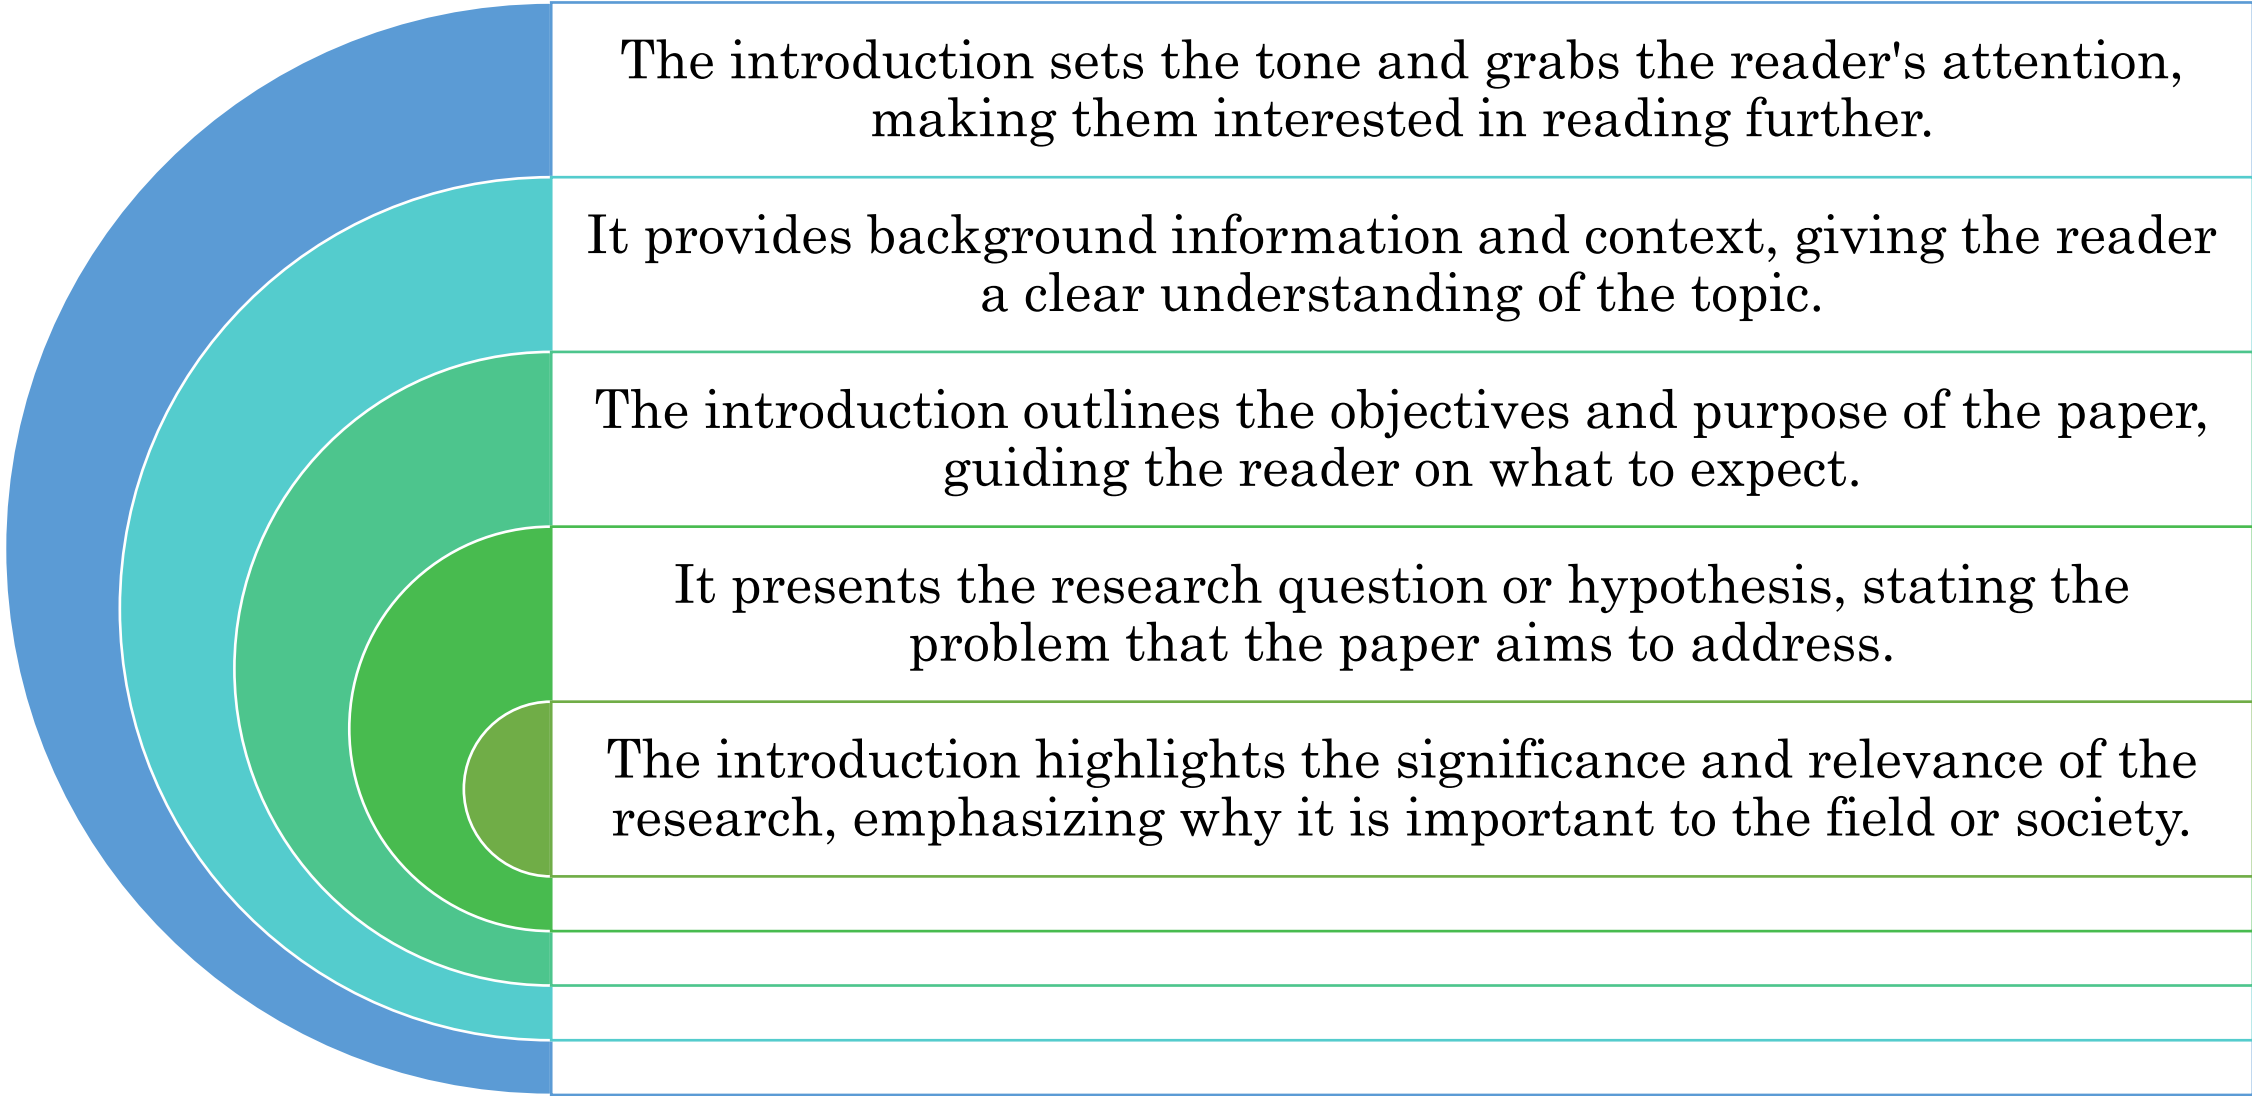 The introduction sets the tone and grabs the reader's attention,
making them interested in reading further.
It provides background information and context, giving the reader
a clear understanding of the topic.
The introduction outlines the objectives and purpose of the paper,
guiding the reader on what to expect.
It presents the research question or hypothesis, stating the
problem that the paper aims to address.
The introduction highlights the significance and relevance of the
research, emphasizing why it is important to the field or society.